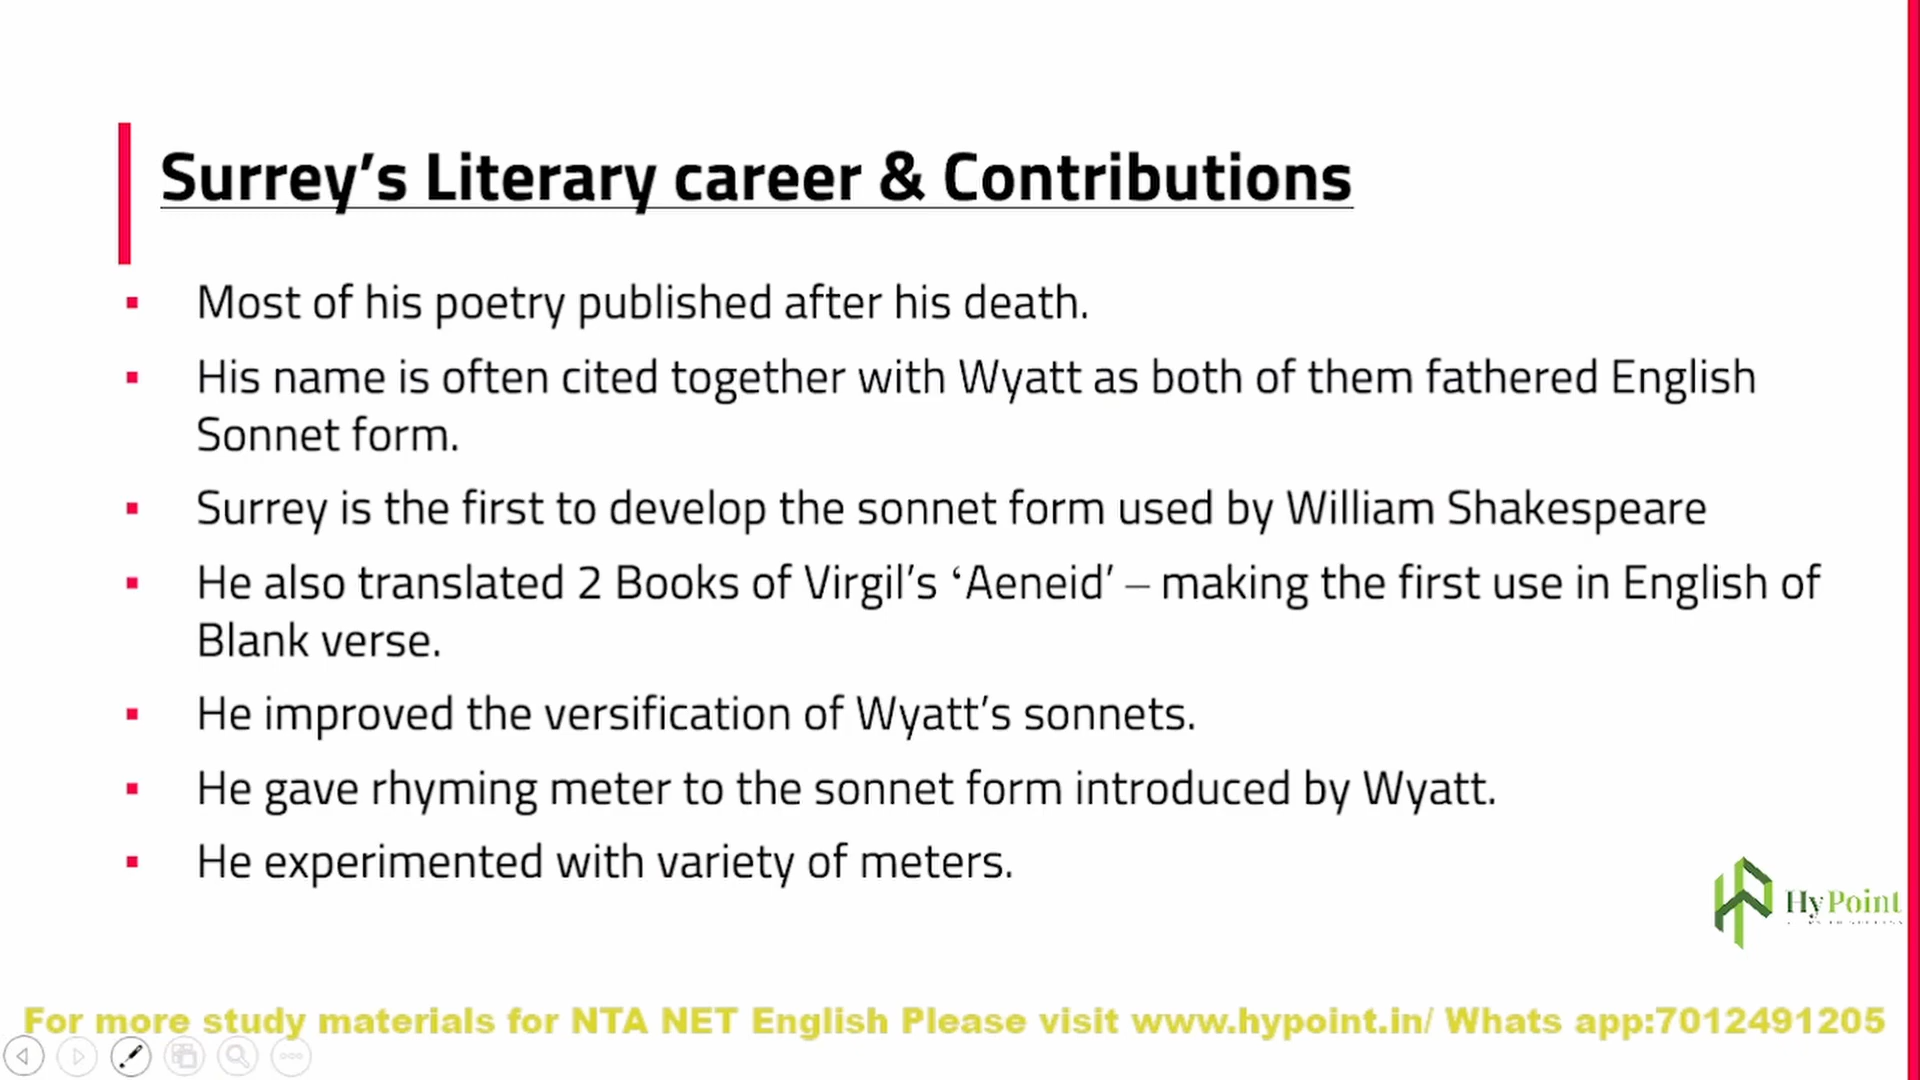 Surrey’s Literary career & Contributions
▪ Most of his poetry published after his death.
▪ His name is often cited together with Wyatt as both of them fathered English
Sonnet form.
▪ Surrey is the first to develop the sonnet form used by William Shakespeare
▪ He also translated 2 Books of Virgil’s ‘Aeneid’ – making the first use in English of
Blank verse.
▪ He improved the versification of Wyatt’s sonnets.
▪ He gave rhyming meter to the sonnet form introduced by Wyatt.
▪ He experimented with variety of meters.
HyPoint
For more study materials for NTA NET English Please visit www.hypoint.in/ Whats app:7012491205